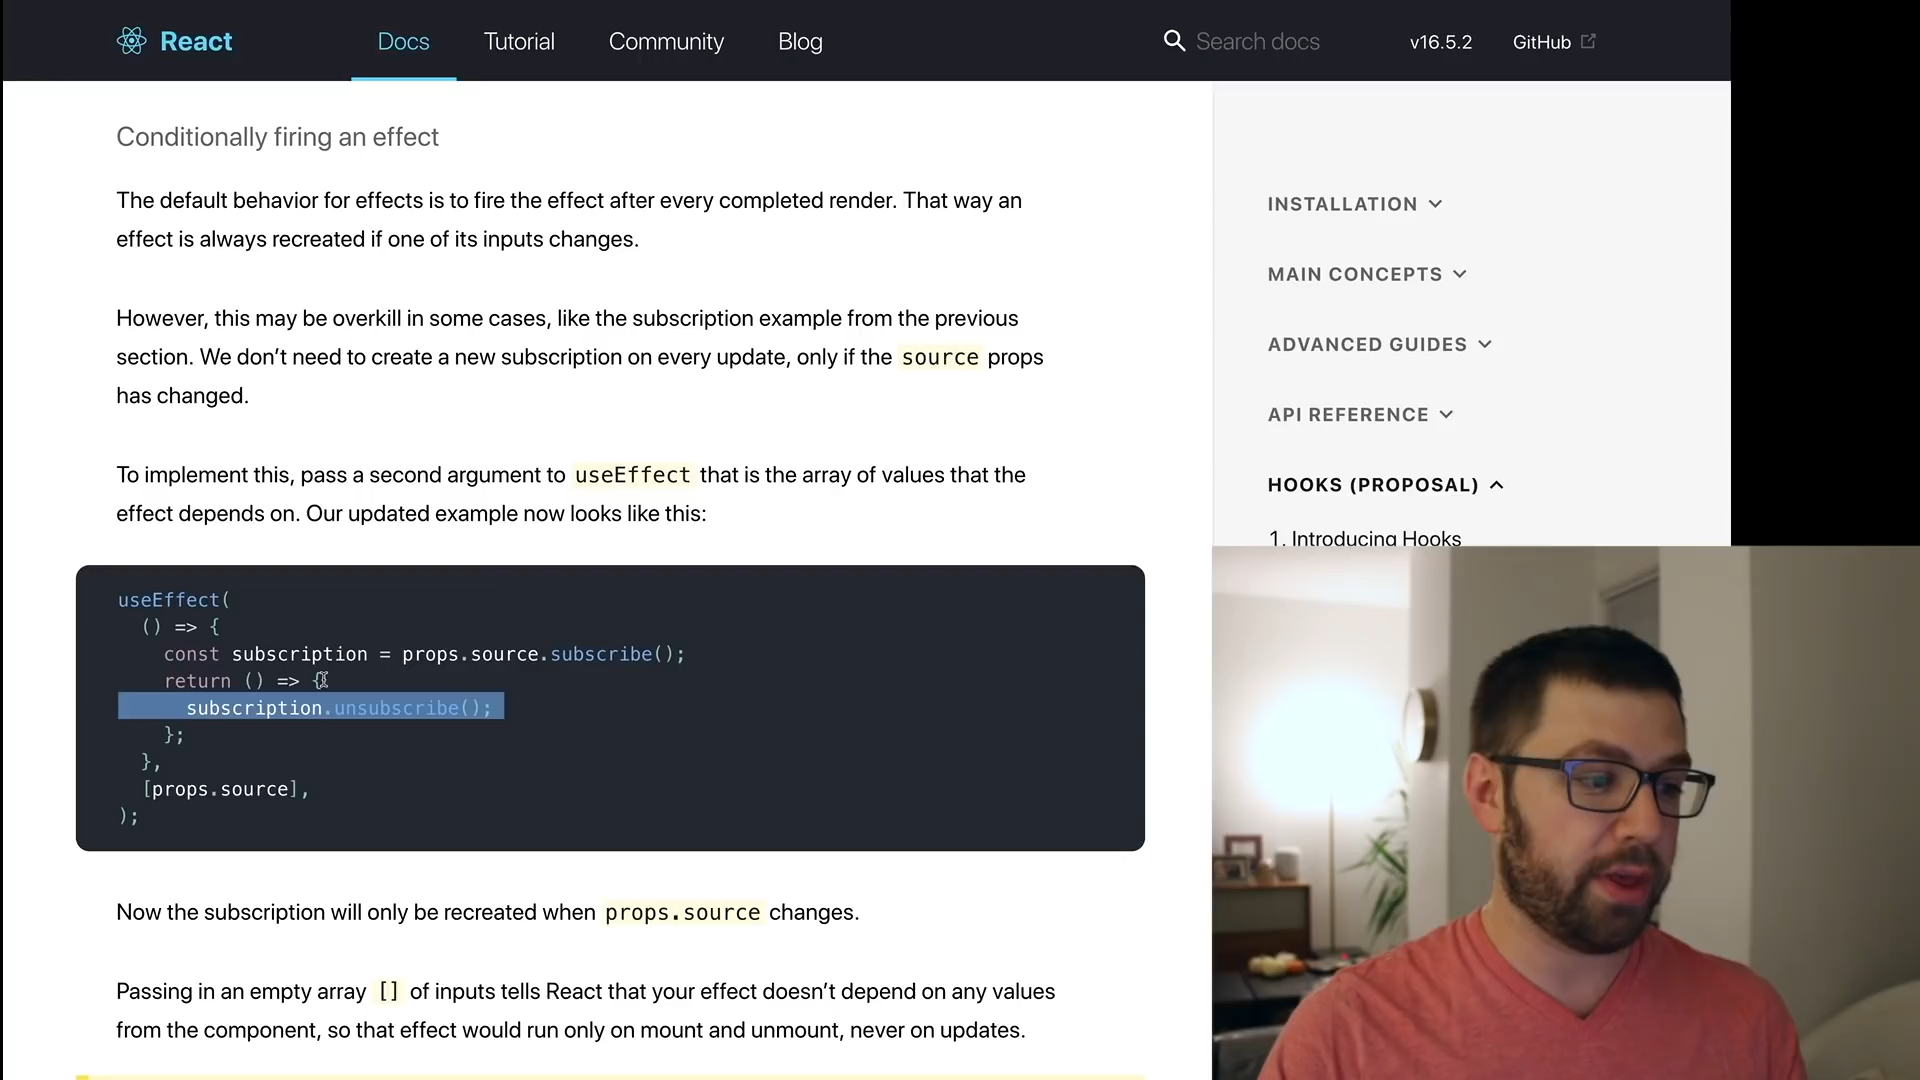 React
Docs
Tutorial
Community
Blog
Search docs
v16.5.2
GitHub
Conditionally firing an effect
The default behavior for effects is to fire the effect after every completed render. That way an
effect is always recreated if one of its inputs changes.
However, this may be overkill in some cases, like the subscription example from the previous
section. We don’t need to create a new subscription on every update, only if the source props
has changed.
To implement this, pass a second argument to useEffect that is the array of values that the
effect depends on. Our updated example now looks like this:
useEffect(
  () => {
    const subscription = props.source.subscribe();
    return () => {
      subscription.unsubscribe();
    };
  },
  [props.source],
);
Now the subscription will only be recreated when props.source changes.
Passing in an empty array [] of inputs tells React that your effect doesn’t depend on any values
from the component, so that effect would run only on mount and unmount, never on updates.
INSTALLATION
MAIN CONCEPTS
ADVANCED GUIDES
API REFERENCE
HOOKS (PROPOSAL)
1. Introducing Hooks